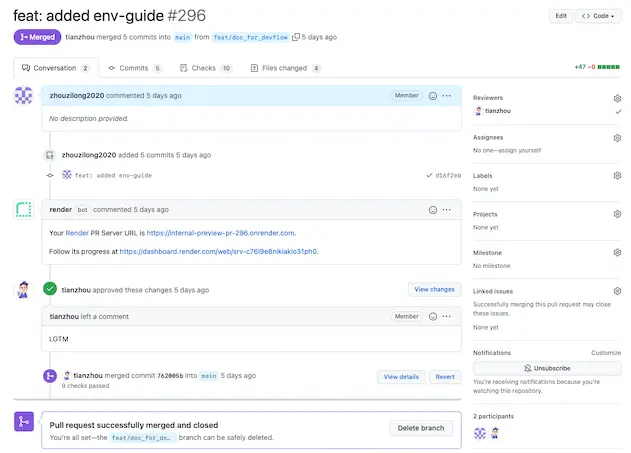 feat: added env-guide #296
Edit
Code
Merged
tianzhou merged 5 commits into main from feat/doc_for_devflow 5 days ago
Conversation 2
Commits 5
Checks 10
Files changed 4
+47 −0
zhouzilong2020 commented 5 days ago
Member
No description provided.
zhouzilong2020 added 5 commits 5 days ago
feat: added env-guide
d16f2eb
render bot commented 5 days ago
Your Render PR Server URL is https://internal-preview-pr-296.onrender.com.
Follow its progress at https://dashboard.render.com/web/srv-c76l9e8nlkiakio31ph0.
tianzhou approved these changes 5 days ago
View changes
tianzhou left a comment
Member
LGTM
tianzhou merged commit 762005b into main 5 days ago
9 checks passed
View details
Revert
Pull request successfully merged and closed
You're all set—the feat/doc_for_de… branch can be safely deleted.
Delete branch
Reviewers
tianzhou
Assignees
No one—assign yourself
Labels
None yet
Projects
None yet
Milestone
No milestone
Linked issues
Successfully merging this pull request may close
these issues.
None yet
Notifications
Customize
Unsubscribe
You're receiving notifications because you're
watching this repository.
2 participants